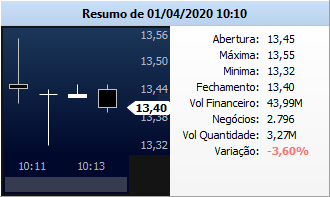 Resumo de 01/04/2020 10:10
13,56
13,52
13,48
13,44
13,40
13,38
13,32
10:11 10:13
Abertura: 13,45
Máxima: 13,55
Minima: 13,32
Fechamento: 13,40
Vol Financeiro: 43,99M
Negócios: 2.796
Vol Quantidade: 3,27M
Variação: -3,60%